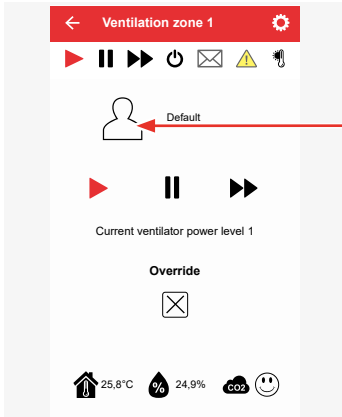 Ventilation zone 1
Default
Current ventilator power level 1
Override
25,8°C % 24,9% CO2